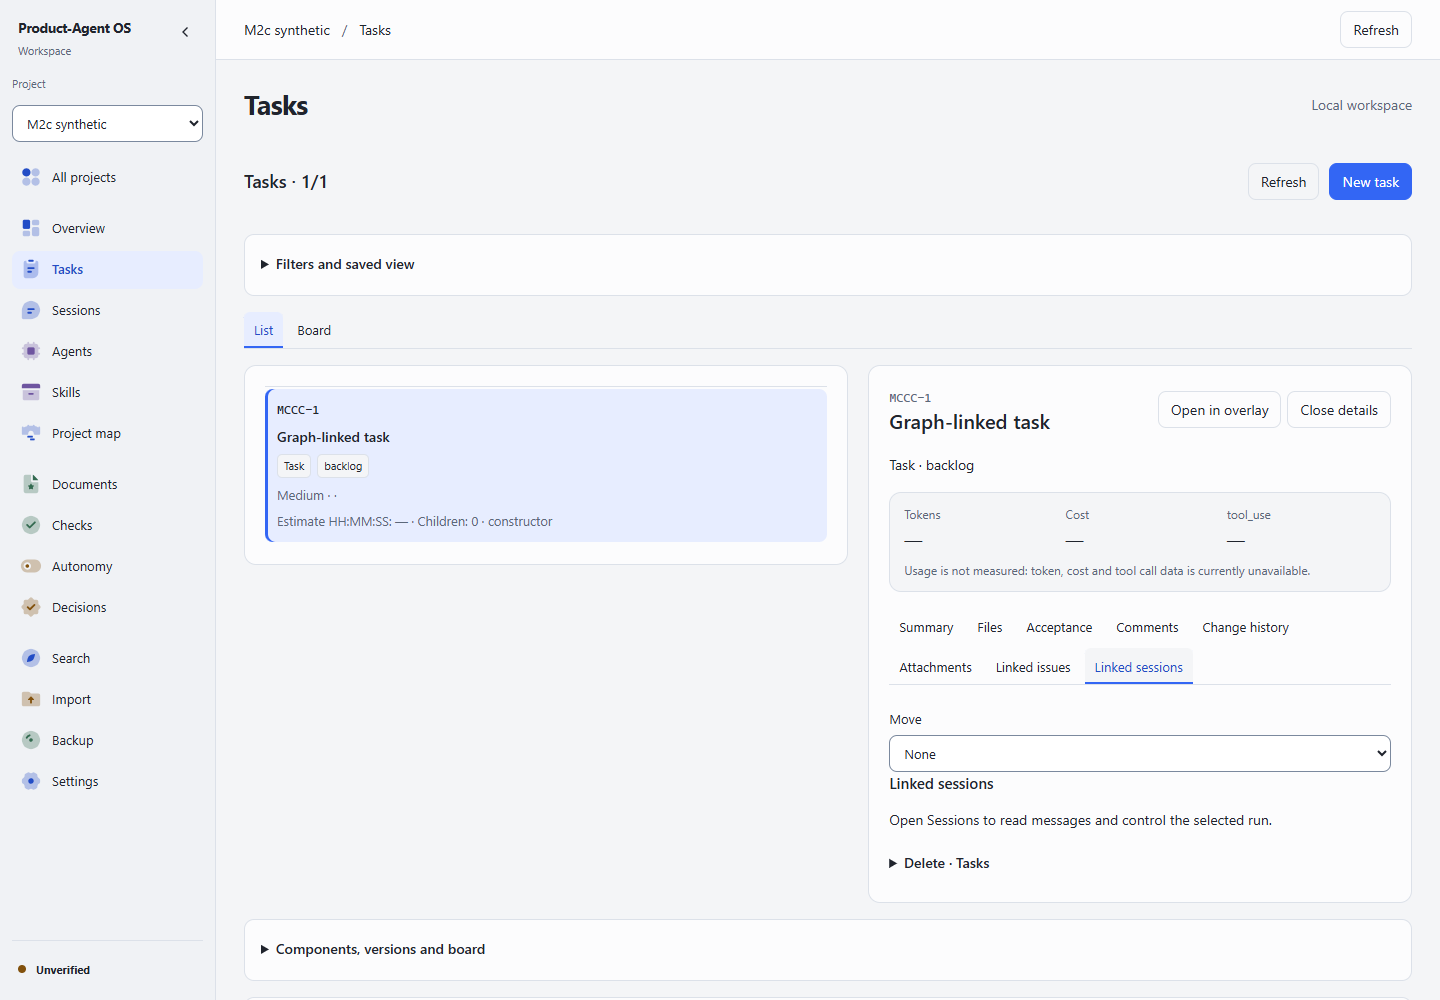 Product-Agent OS
Workspace
Project
M2c synthetic
All projects
Overview
Tasks
Sessions
Agents
Skills
Project map
Documents
Checks
Autonomy
Decisions
Search
Import
Backup
Settings
Unverified
M2c synthetic / Tasks
Refresh
Tasks
Local workspace
Tasks · 1/1
Refresh
New task
Filters and saved view
List
Board
MCCC-1
Graph-linked task
Task
backlog
Medium · ·
Estimate HH:MM:SS: — · Children: 0 · constructor
MCCC-1
Graph-linked task
Open in overlay
Close details
Task · backlog
Tokens
Cost
tool_use
—
—
—
Usage is not measured: token, cost and tool call data is currently unavailable.
Summary
Files
Acceptance
Comments
Change history
Attachments
Linked issues
Linked sessions
Move
None
Linked sessions
Open Sessions to read messages and control the selected run.
Delete · Tasks
Components, versions and board